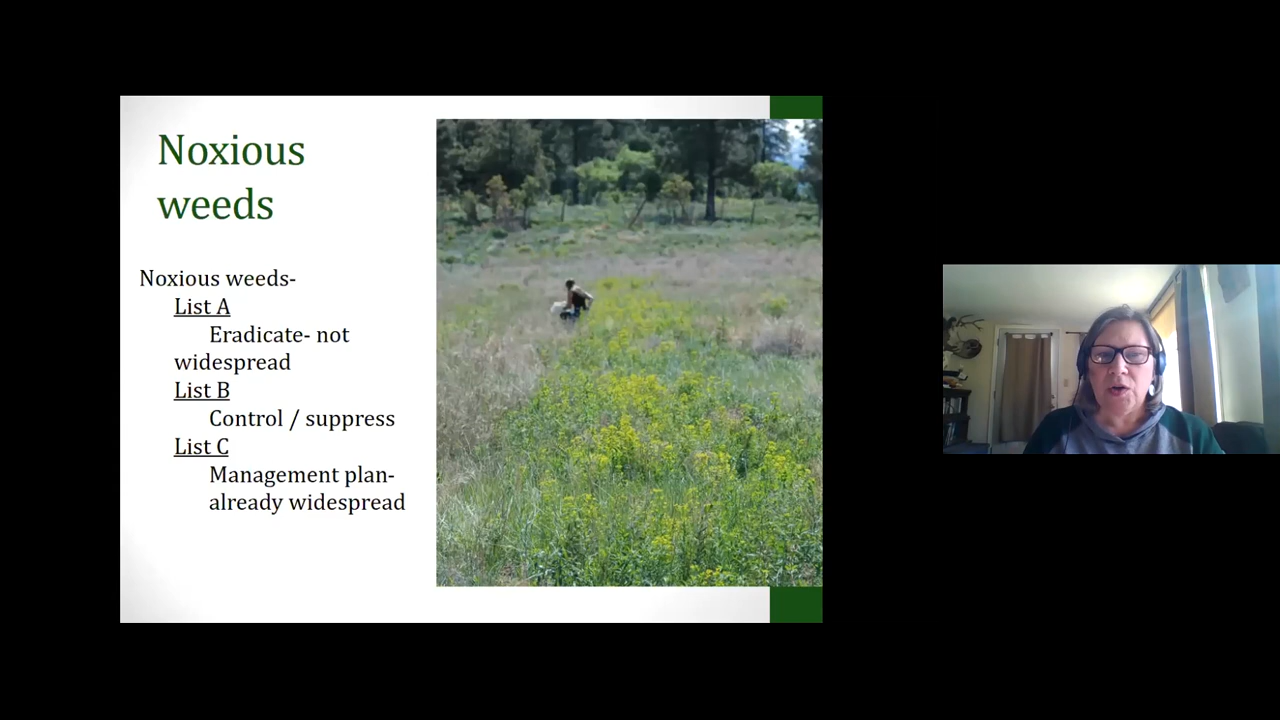 Noxious
weeds
Noxious weeds-
List A
Eradicate- not
widespread
List B
Control / suppress
List C
Management plan-
already widespread